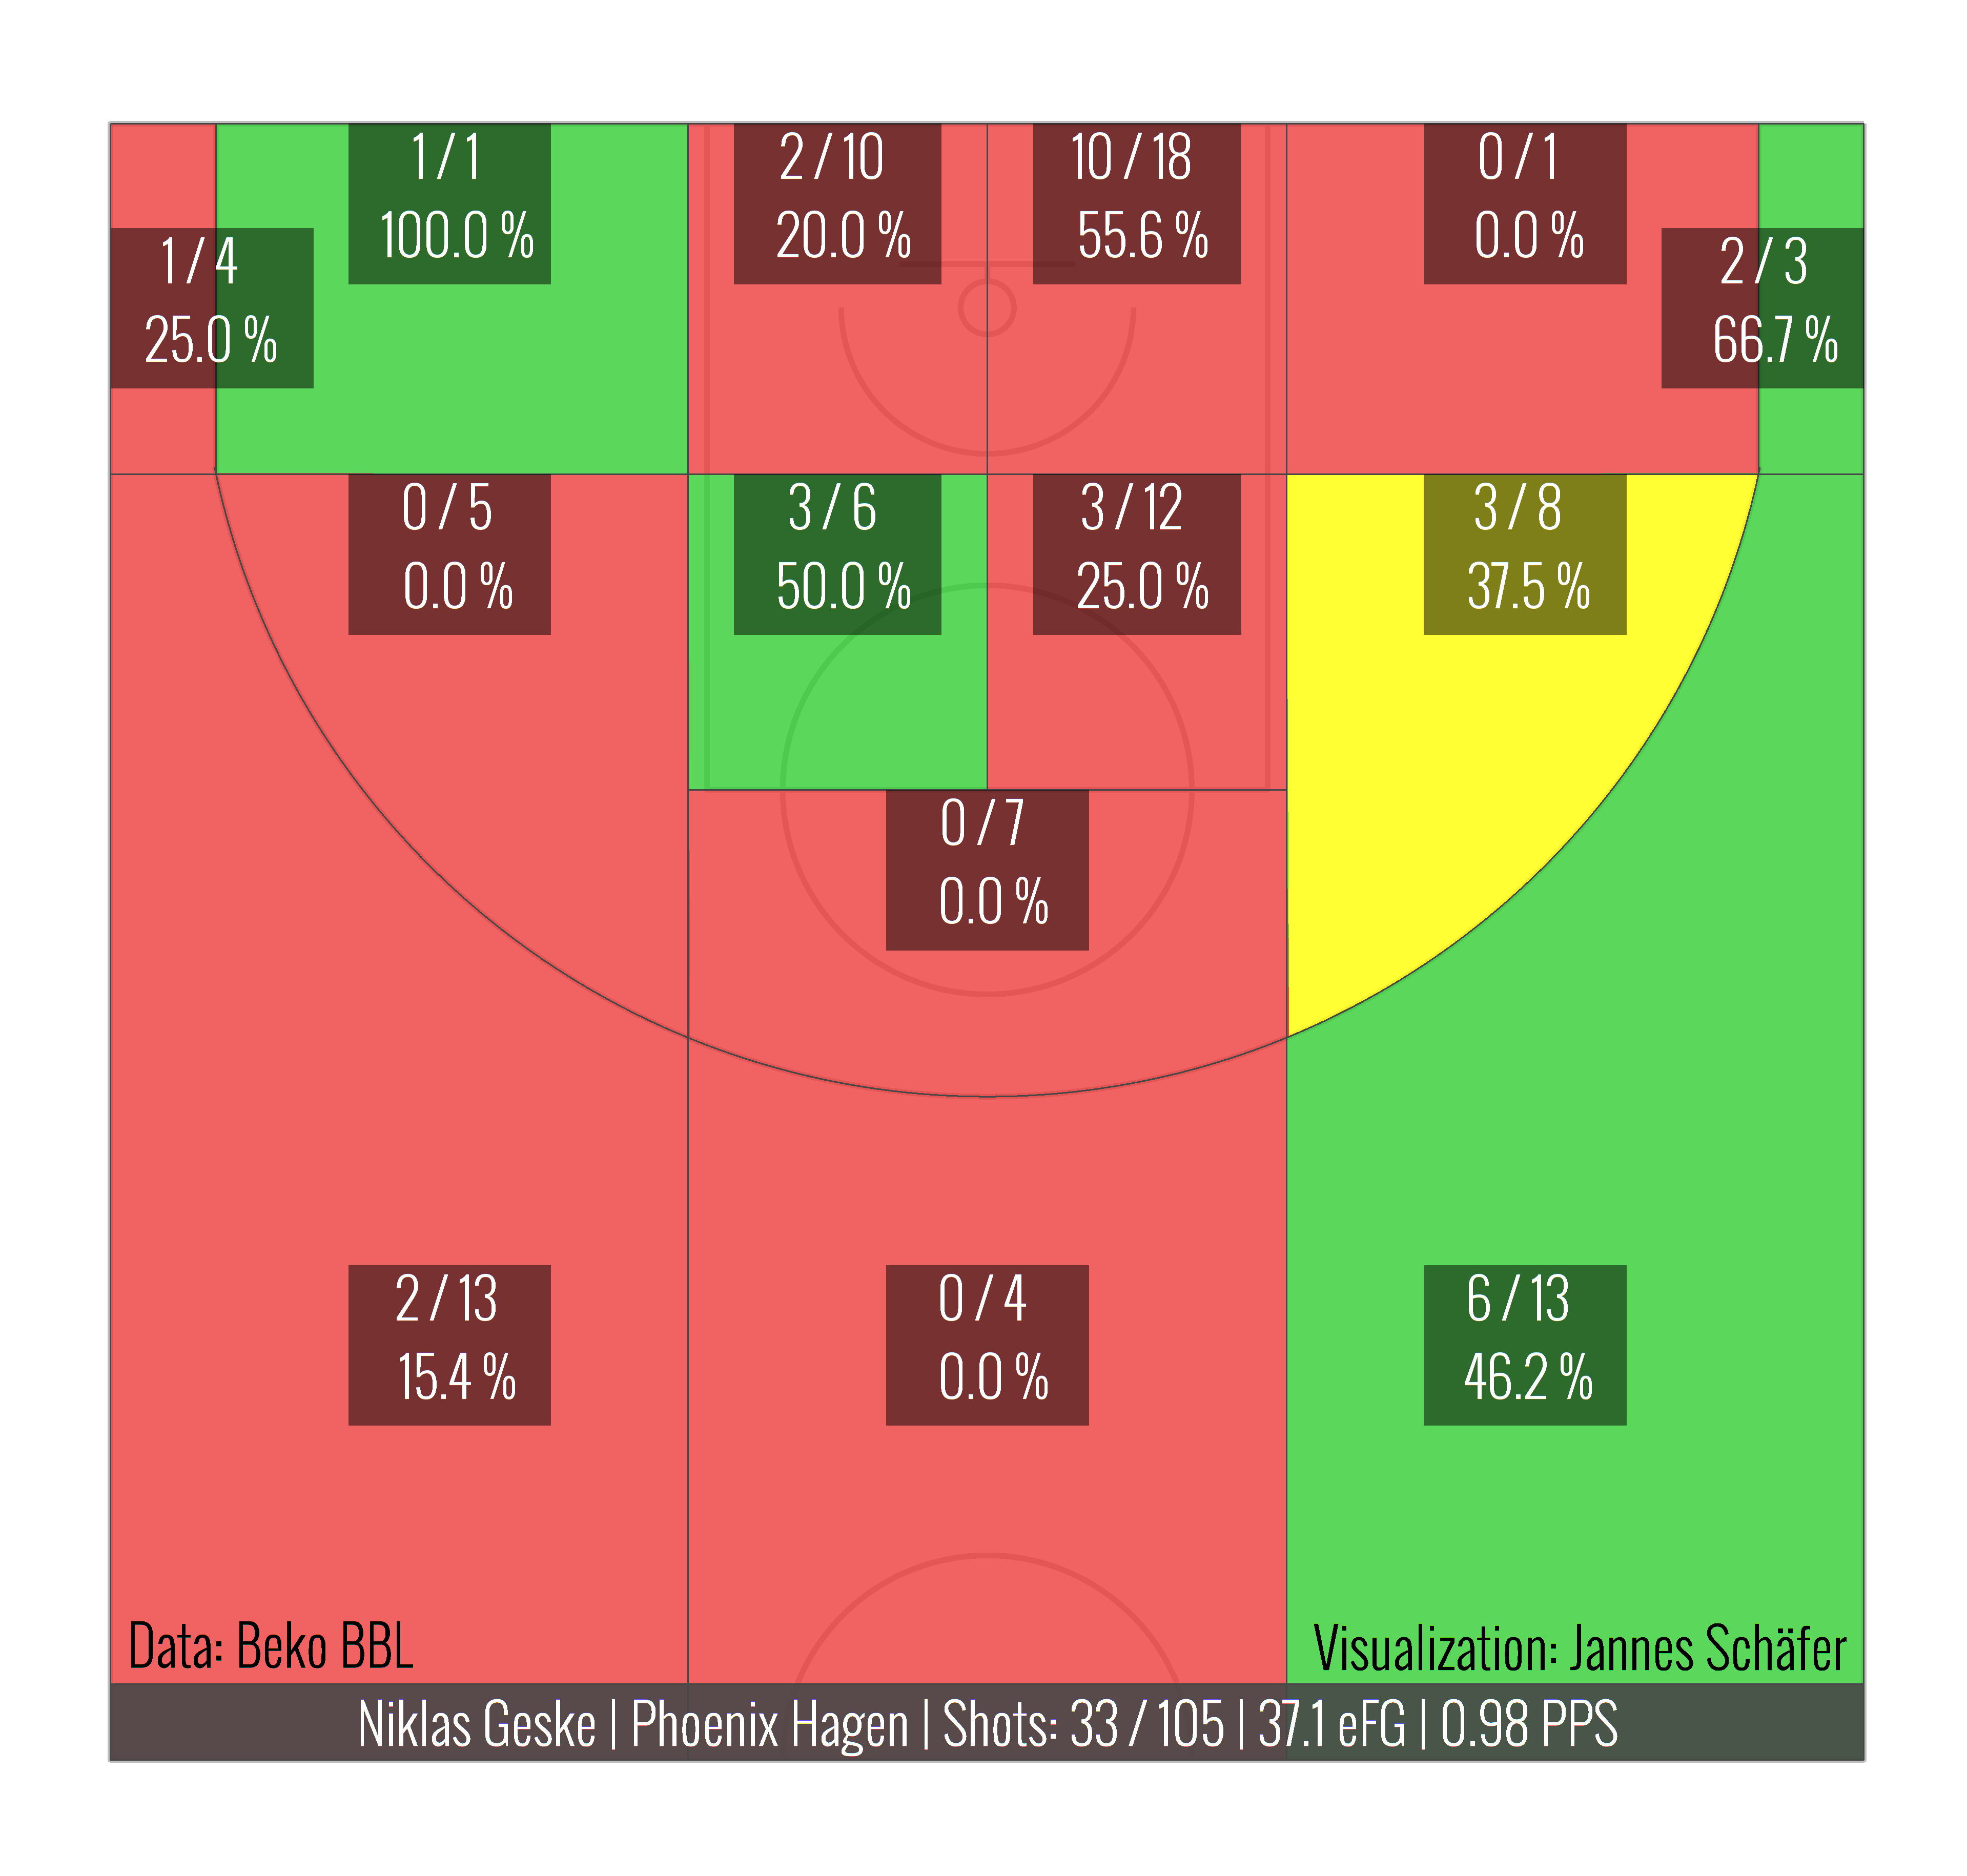 1 / 1
100.0 %
2 / 10
20.0 %
10 / 18
55.6 %
0 / 1
0.0 %
1 / 4
25.0 %
2 / 3
66.7 %
0 / 5
0.0 %
3 / 6
50.0 %
3 / 12
25.0 %
3 / 8
37.5 %
0 / 7
0.0 %
2 / 13
15.4 %
0 / 4
0.0 %
6 / 13
46.2 %
Data: Beko BBL
Visualization: Jannes Schäfer
Niklas Geske | Phoenix Hagen | Shots: 33 / 105 | 37.1 eFG | 0.98 PPS